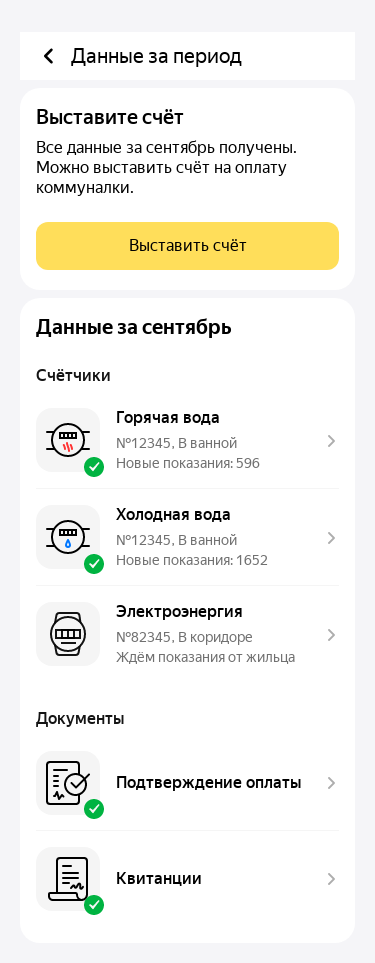 Данные за период
Выставите счёт
Все данные за сентябрь получены.
Можно выставить счёт на оплату
коммуналки.
Выставить счёт
Данные за сентябрь
Счётчики
Горячая вода
№12345, В ванной
Новые показания: 596
Холодная вода
№12345, В ванной
Новые показания: 1652
Электроэнергия
№82345, В коридоре
Ждём показания от жильца
Документы
Подтверждение оплаты
Квитанции